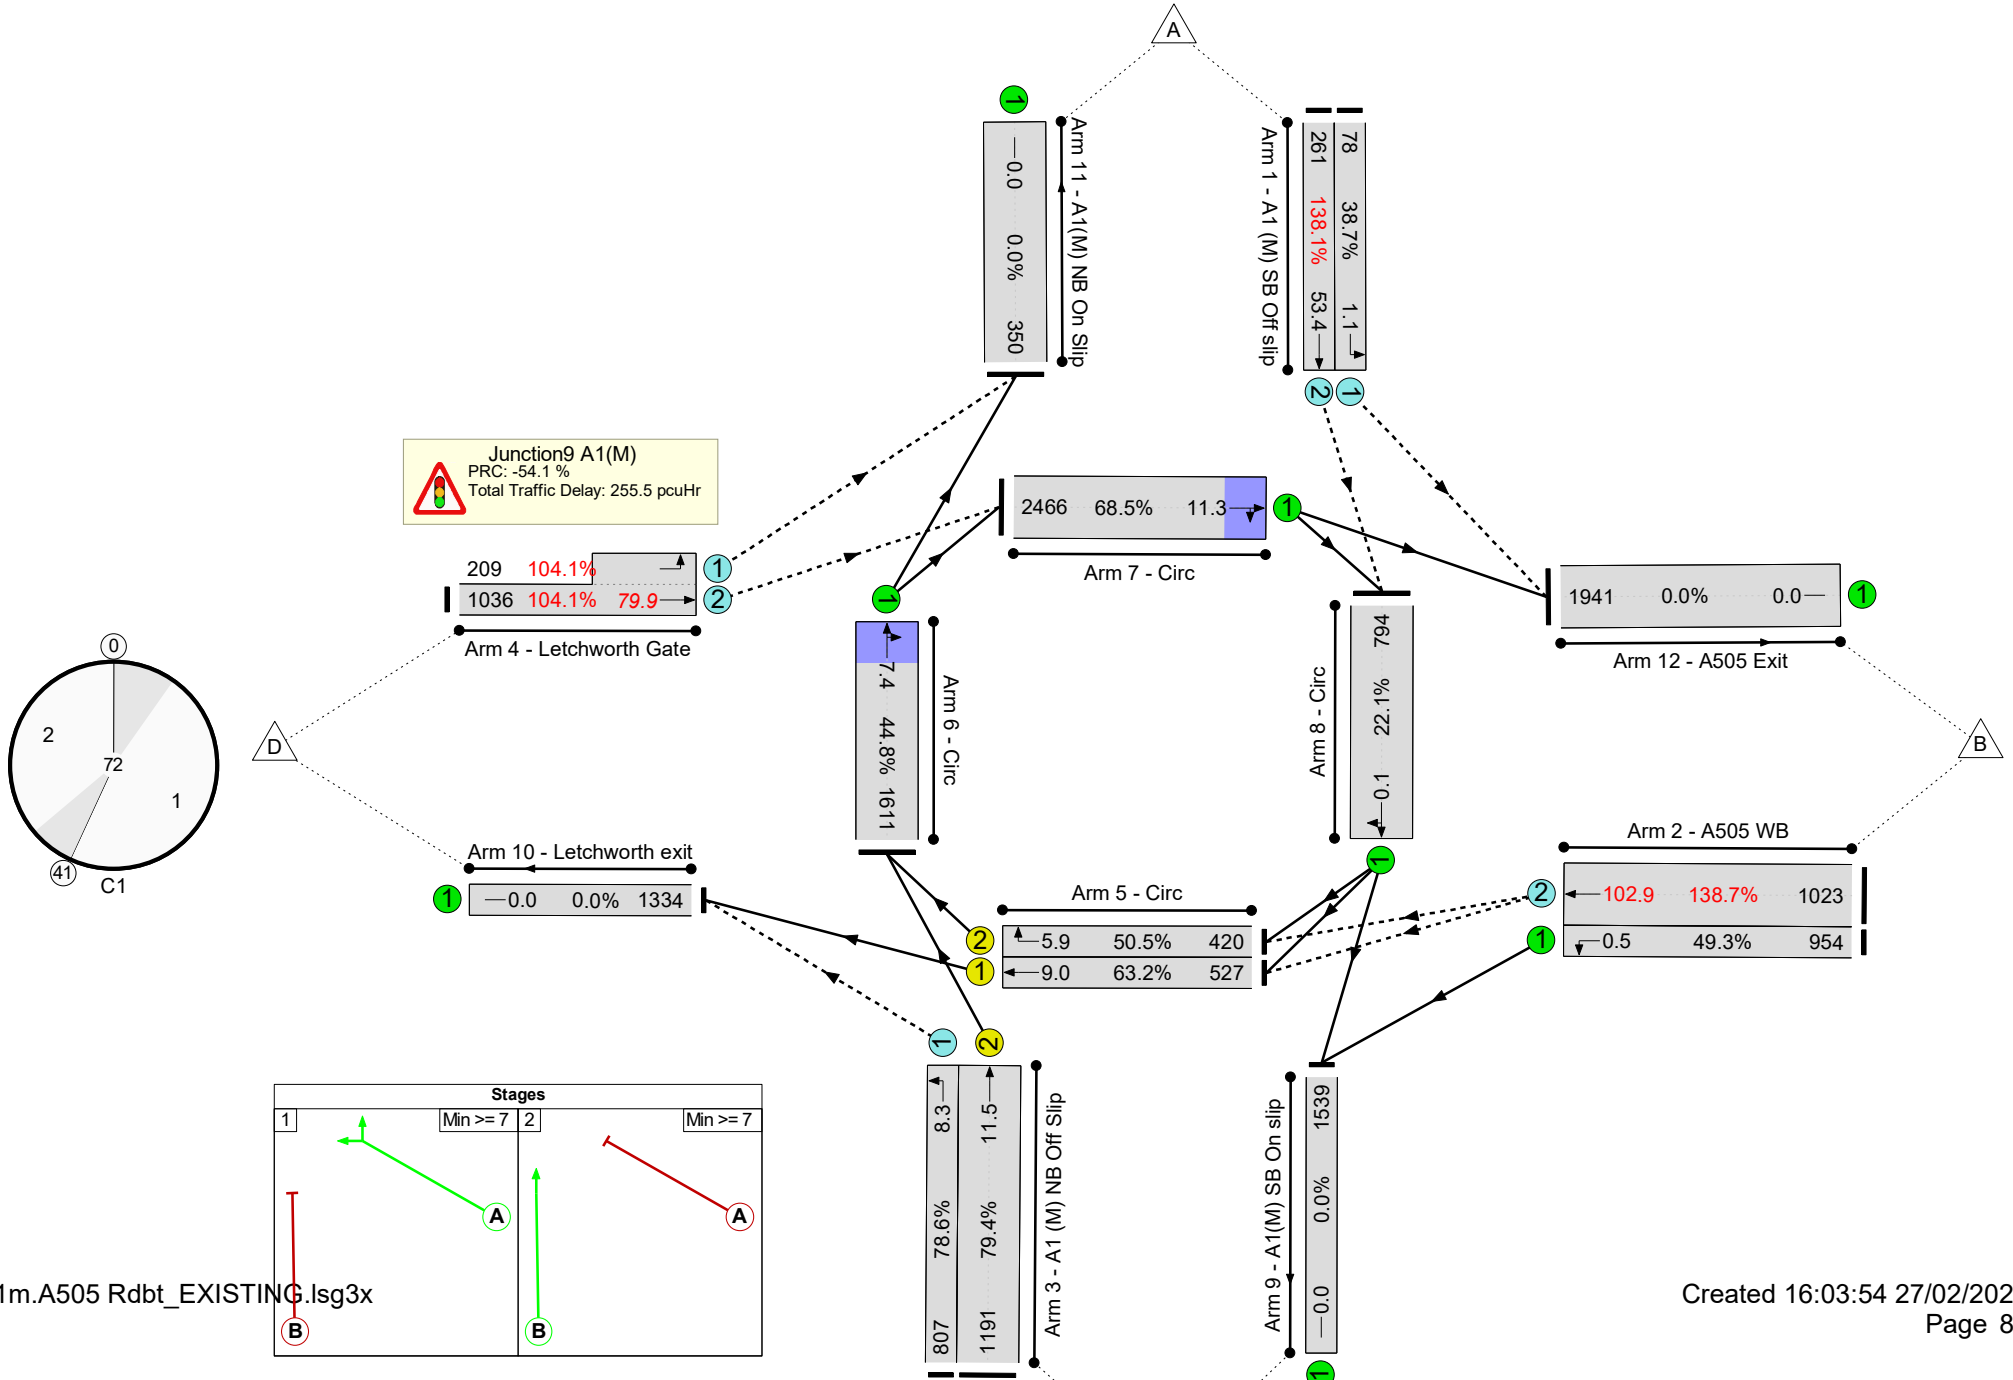 A
1
Arm 11 - A1(M) NB On Slip
0.0 0.0% 350
Arm 1 - A1 (M) SB Off slip
261 138.1% 53.4
78 38.7% 1.1
2
1
Junction9 A1(M)
PRC: -54.1 %
Total Traffic Delay: 255.5 pcuHr
209 104.1%
1
1036 104.1% 79.9
2
Arm 4 - Letchworth Gate
2466 68.5% 11.3
1
Arm 7 - Circ
1
7.4 44.8% 1611
Arm 6 - Circ
Arm 8 - Circ
794 22.1% 0.1
1
1941 0.0% 0.0
1
Arm 12 - A505 Exit
0
2
72
1
41
C1
D
B
Arm 10 - Letchworth exit
1
0.0 0.0% 1334
Arm 5 - Circ
2
5.9 50.5% 420
1
9.0 63.2% 527
Arm 2 - A505 WB
2
102.9 138.7% 1023
1
0.5 49.3% 954
1
2
8.3 78.6% 807
11.5 79.4% 1191
Arm 3 - A1 (M) NB Off Slip
Arm 9 - A1(M) SB On slip
1539 0.0% 0.0
1
Stages
1 Min >= 7
2 Min >= 7
A
B
A
B
1m.A505 Rdbt_EXISTING.lsg3x
Created 16:03:54 27/02/202
Page 8